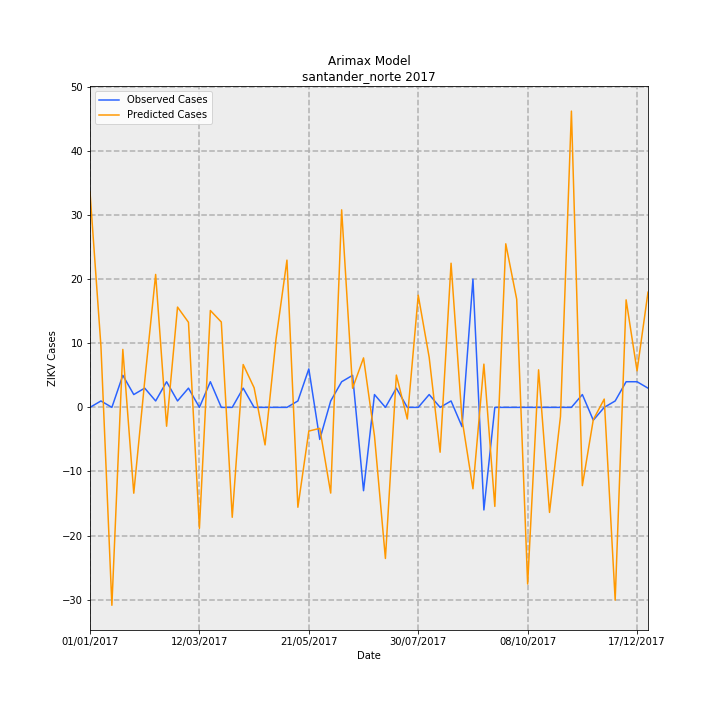 Arimax Model
santander_norte 2017
Observed Cases
Predicted Cases
ZIKV Cases
50
40
30
20
10
0
−10
−20
−30
01/01/2017
12/03/2017
21/05/2017
30/07/2017
08/10/2017
17/12/2017
Date